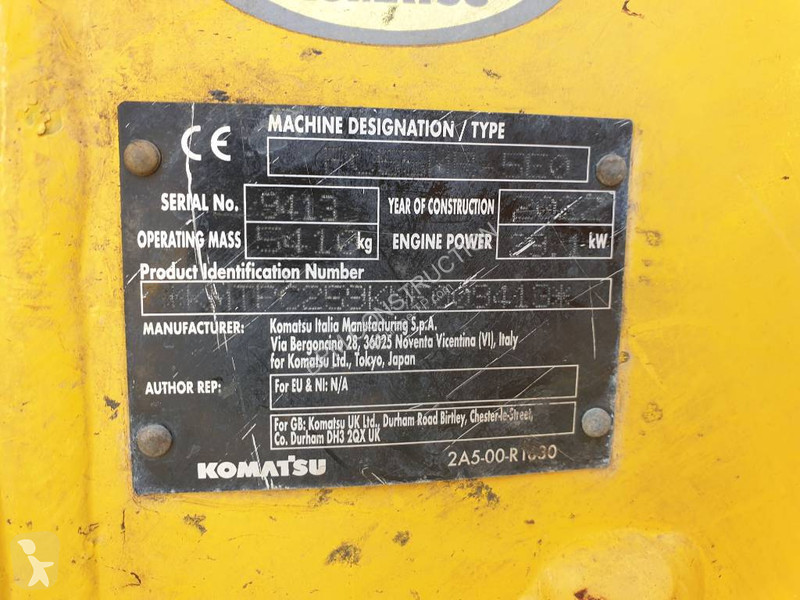 CE
MACHINE DESIGNATION / TYPE
5E0
SERIAL No. 9413 YEAR OF CONSTRUCTION
OPERATING MASS 5410 kg ENGINE POWER kW
Product Identification Number
MANUFACTURER: Komatsu Italia Manufacturing S.p.A.
Via Bergoncino 28, 36025 Noventa Vicentina (VI), Italy
for Komatsu Ltd., Tokyo, Japan
AUTHOR REP: For EU & NI: N/A
For GB: Komatsu UK Ltd., Durham Road Birtley, Chester-le-Street,
Co. Durham DH3 2QX UK
KOMATSU